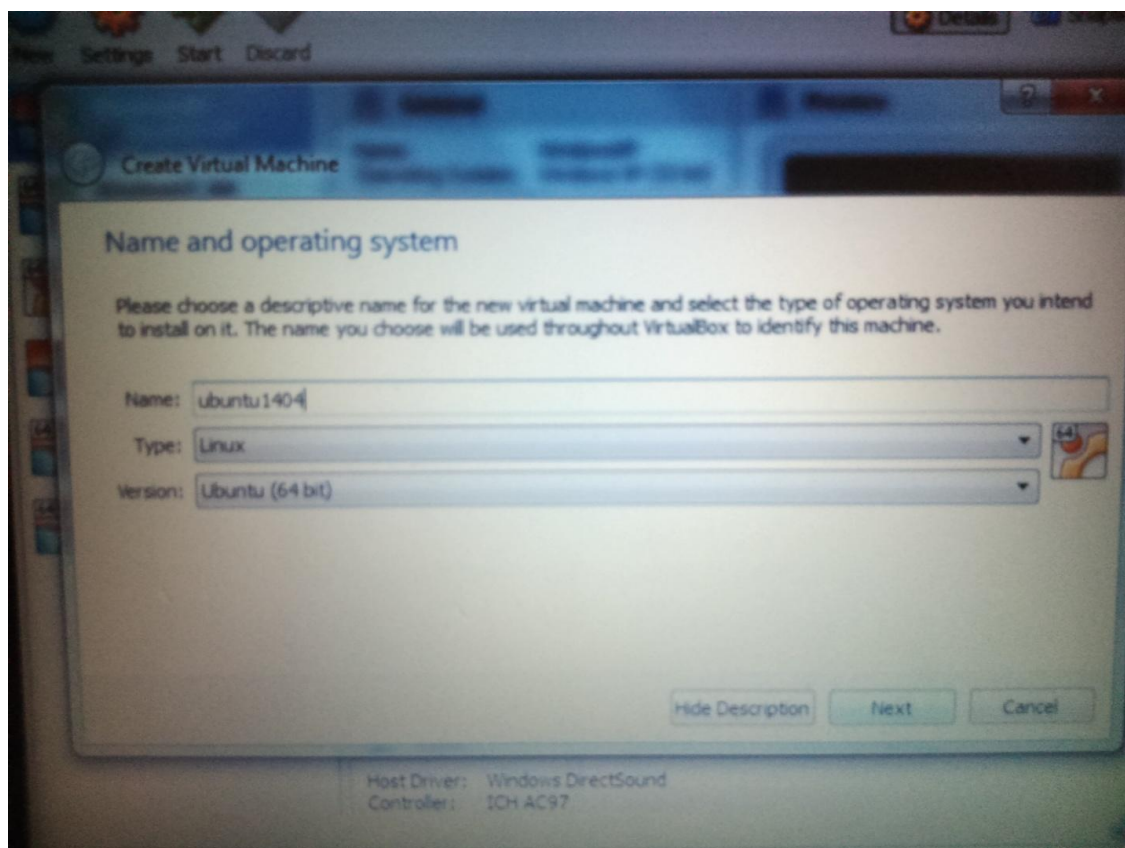 Settings Start Discard
Details
Create Virtual Machine
Name and operating system
Please choose a descriptive name for the new virtual machine and select the type of operating system you intend
to install on it. The name you choose will be used throughout VirtualBox to identify this machine.
Name: ubuntu1404
Type: Linux
64
Version: Ubuntu (64 bit)
Hide Description Next Cancel
Host Driver: Windows DirectSound
Controller: ICH AC97